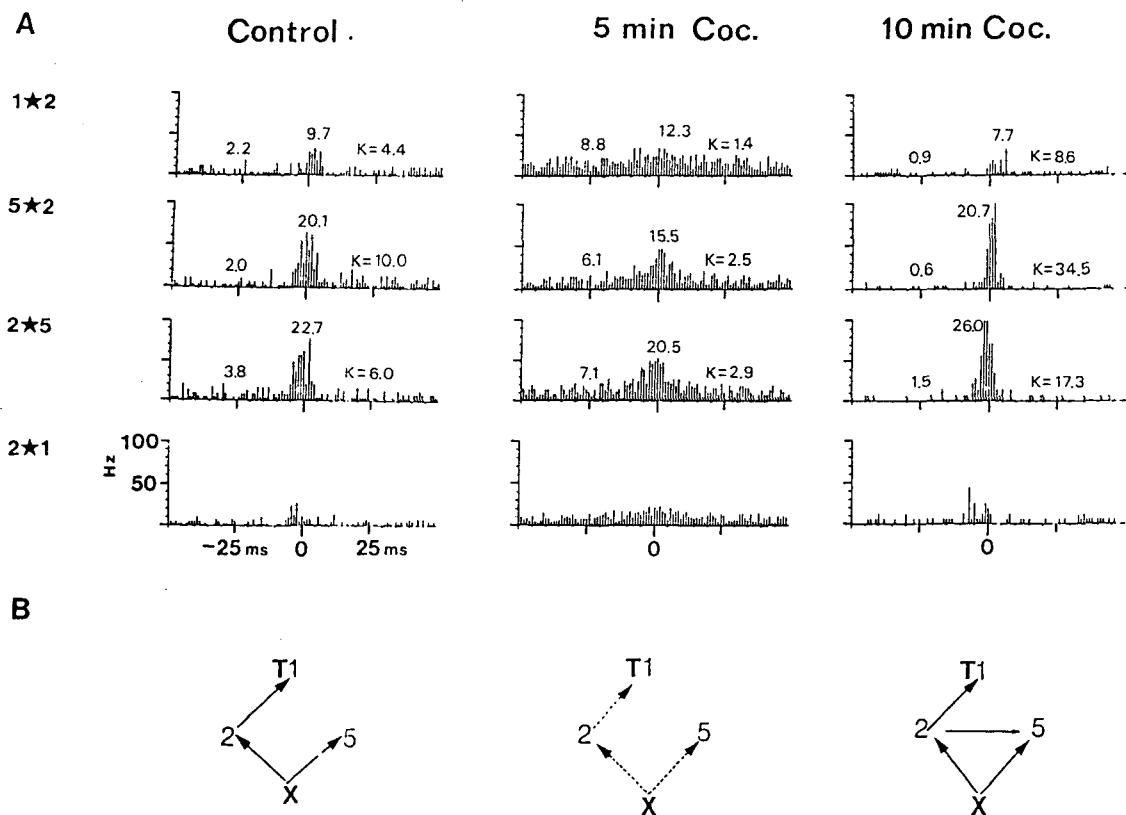 A
Control .
5 min Coc.
10 min Coc.
1★2
2.2
9.7
K=4.4
8.8
12.3
K=1.4
0.9
7.7
K=8.6
5★2
2.0
20.1
K=10.0
6.1
15.5
K=2.5
0.6
20.7
K=34.5
2★5
3.8
22.7
K=6.0
7.1
20.5
K=2.9
1.5
26.0
K=17.3
2★1
100
50
Hz
-25 ms 0 25 ms
0
0
B
T1
2
5
X
T1
2
5
X
T1
2
5
X